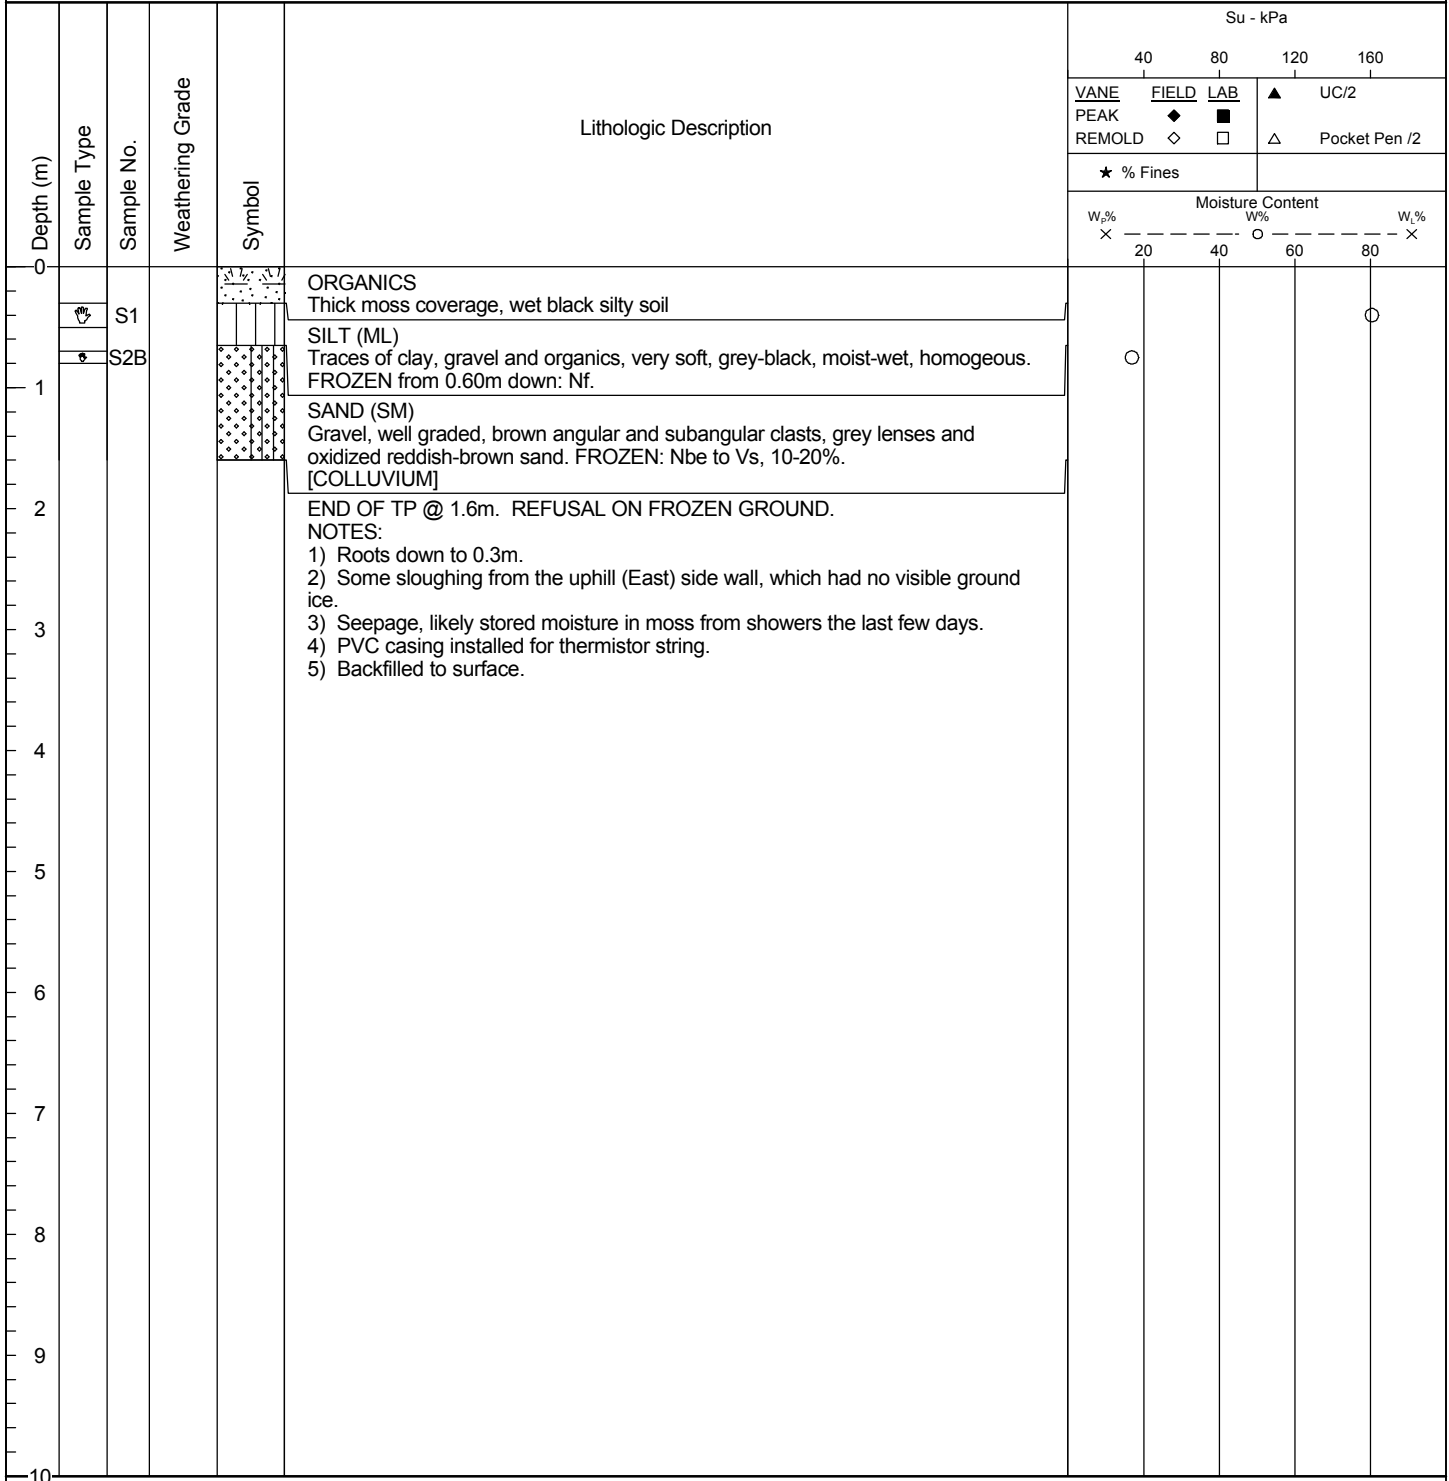 Su - kPa
40 80 120 160
VANE FIELD LAB ▲ UC/2
PEAK ◆ ■
REMOLD ◇ □ △ Pocket Pen /2
★ % Fines
Moisture Content
Wₚ% W% W_L%
20 40 60 80
Depth (m)
Sample Type
Sample No.
Weathering Grade
Symbol
Lithologic Description
0
ORGANICS
Thick moss coverage, wet black silty soil
S1
SILT (ML)
S2B
Traces of clay, gravel and organics, very soft, grey-black, moist-wet, homogeous.
FROZEN from 0.60m down: Nf.
1
SAND (SM)
Gravel, well graded, brown angular and subangular clasts, grey lenses and
oxidized reddish-brown sand. FROZEN: Nbe to Vs, 10-20%.
[COLLUVIUM]
2
END OF TP @ 1.6m. REFUSAL ON FROZEN GROUND.
NOTES:
1) Roots down to 0.3m.
2) Some sloughing from the uphill (East) side wall, which had no visible ground
ice.
3
3) Seepage, likely stored moisture in moss from showers the last few days.
4) PVC casing installed for thermistor string.
5) Backfilled to surface.
4
5
6
7
8
9
10